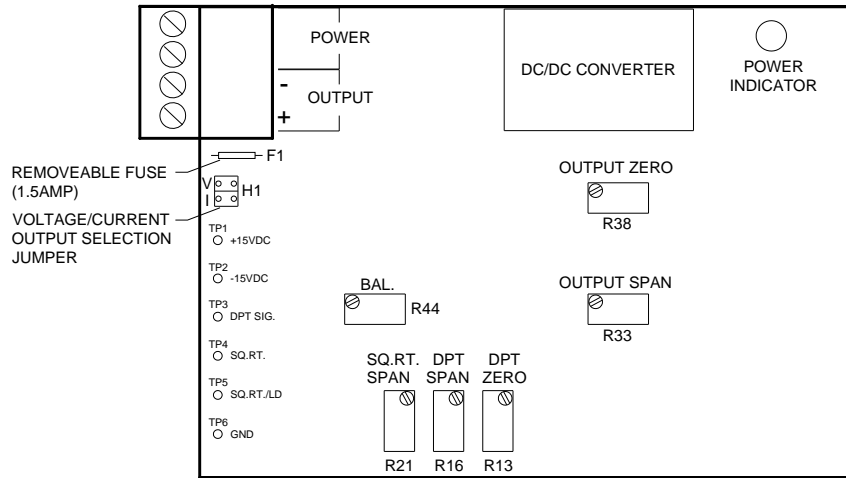 POWER
-
OUTPUT
+
DC/DC CONVERTER
POWER
INDICATOR
F1
REMOVEABLE FUSE
(1.5AMP)
V
I
H1
VOLTAGE/CURRENT
OUTPUT SELECTION
JUMPER
OUTPUT ZERO
R38
TP1
+15VDC
TP2
-15VDC
TP3
DPT SIG.
TP4
SQ.RT.
TP5
SQ.RT./LD
TP6
GND
BAL.
R44
OUTPUT SPAN
R33
SQ.RT.
SPAN
DPT
SPAN
DPT
ZERO
R21
R16
R13